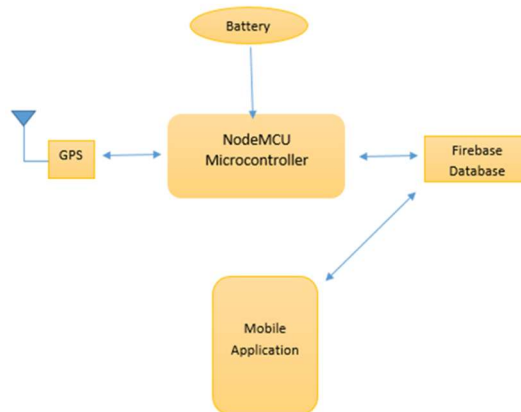 Battery
NodeMCU
Microcontroller
GPS
Firebase
Database
Mobile
Application